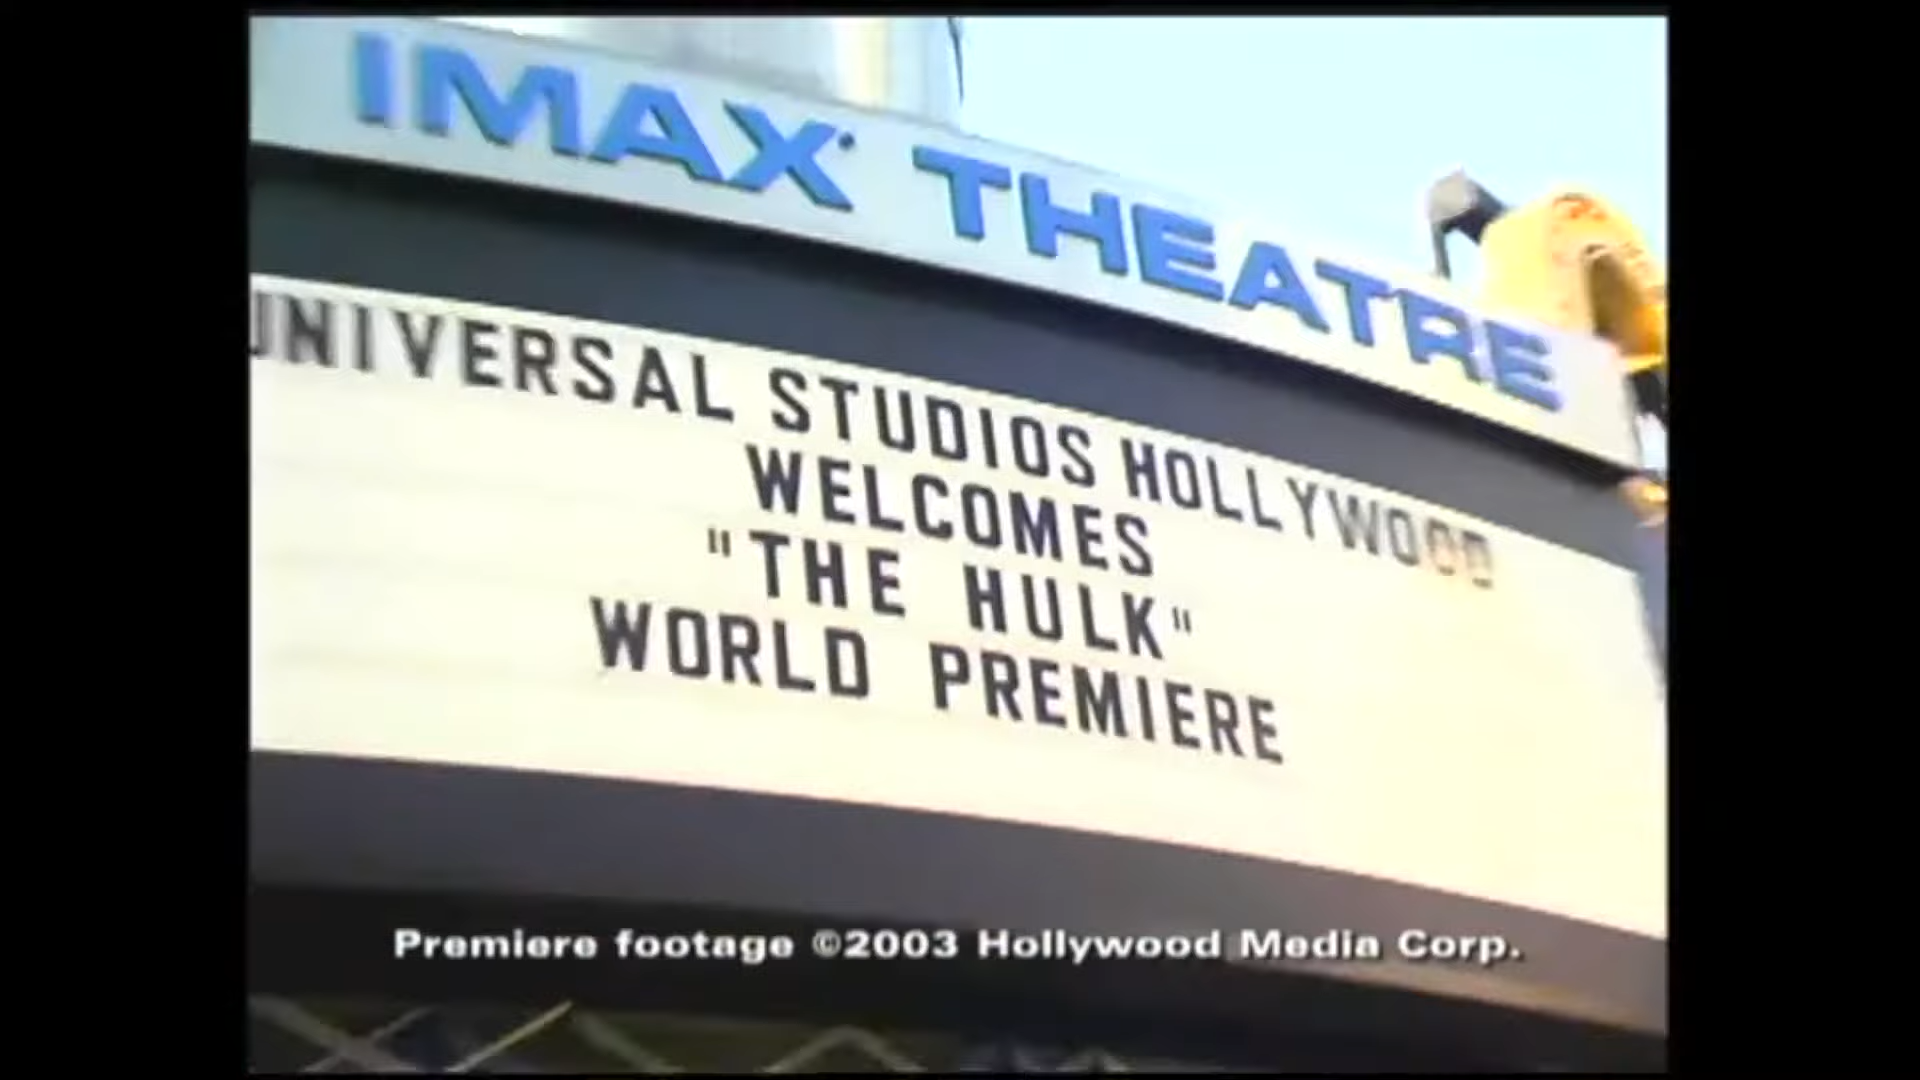 IMAX THEATRE
UNIVERSAL STUDIOS HOLLYWOOD
WELCOMES
"THE HULK"
WORLD PREMIERE
Premiere footage ©2003 Hollywood Media Corp.